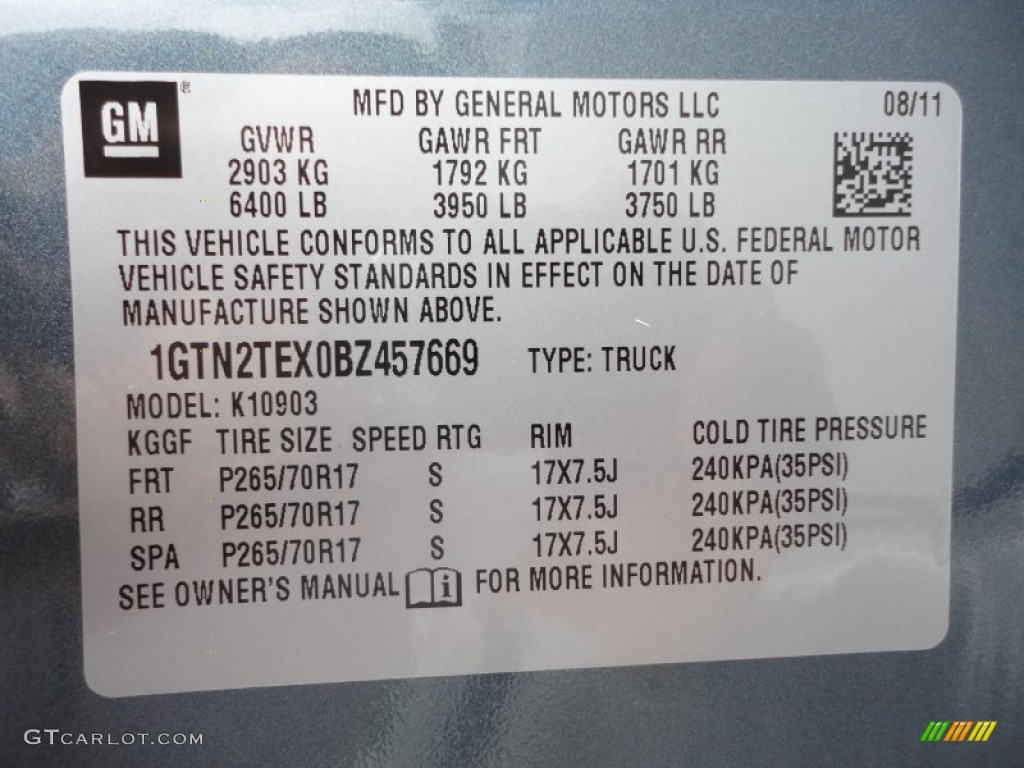 GM ®
MFD BY GENERAL MOTORS LLC 08/11
GVWR GAWR FRT GAWR RR
2903 KG 1792 KG 1701 KG
6400 LB 3950 LB 3750 LB
THIS VEHICLE CONFORMS TO ALL APPLICABLE U.S. FEDERAL MOTOR
VEHICLE SAFETY STANDARDS IN EFFECT ON THE DATE OF
MANUFACTURE SHOWN ABOVE.
1GTN2TEX0BZ457669 TYPE: TRUCK
MODEL: K10903
KGGF TIRE SIZE SPEED RTG RIM COLD TIRE PRESSURE
FRT P265/70R17 S 17X7.5J 240KPA(35PSI)
RR P265/70R17 S 17X7.5J 240KPA(35PSI)
SPA P265/70R17 S 17X7.5J 240KPA(35PSI)
SEE OWNER'S MANUAL i FOR MORE INFORMATION.
GTCARLOT.COM